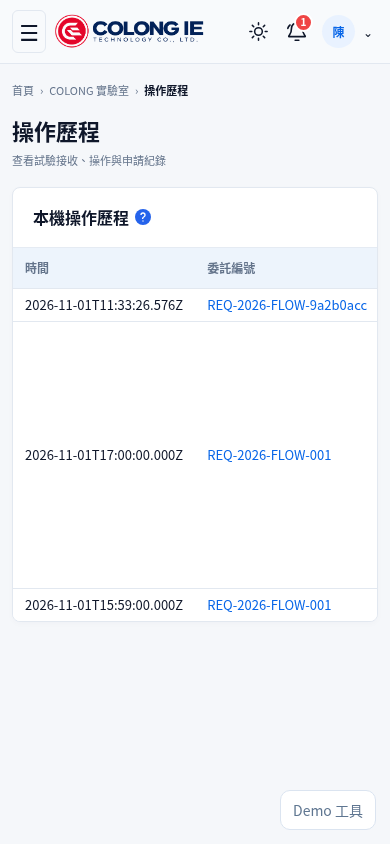 COLONG IE
TECHNOLOGY CO., LTD.
1
陳
首頁 › COLONG 實驗室 › 操作歷程
操作歷程
查看試驗接收、操作與申請紀錄
本機操作歷程 ?
時間 委託編號
2026-11-01T11:33:26.576Z REQ-2026-FLOW-9a2b0acc
2026-11-01T17:00:00.000Z REQ-2026-FLOW-001
2026-11-01T15:59:00.000Z REQ-2026-FLOW-001
Demo 工具